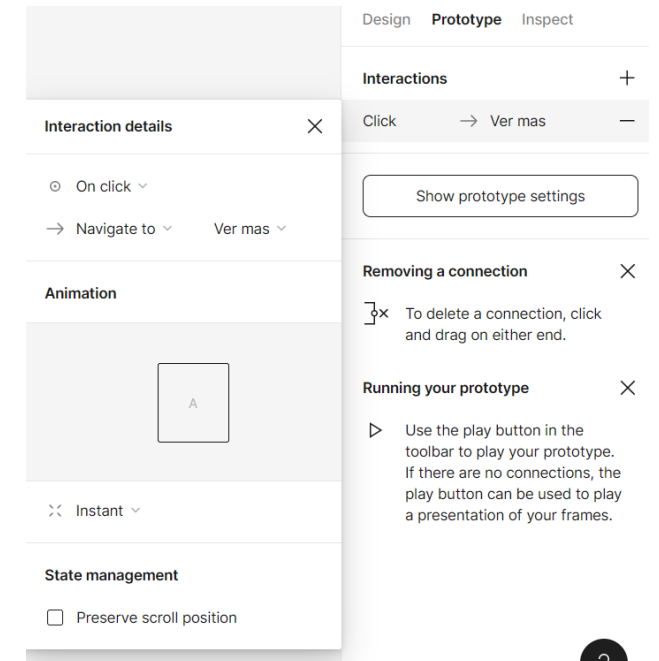 Design Prototype Inspect
Interactions
Click Ver mas
Show prototype settings
Removing a connection
To delete a connection, click
and drag on either end.
Running your prototype
Use the play button in the
toolbar to play your prototype.
If there are no connections, the
play button can be used to play
a presentation of your frames.
Interaction details
On click
Navigate to Ver mas
Animation
A
Instant
State management
Preserve scroll position
?